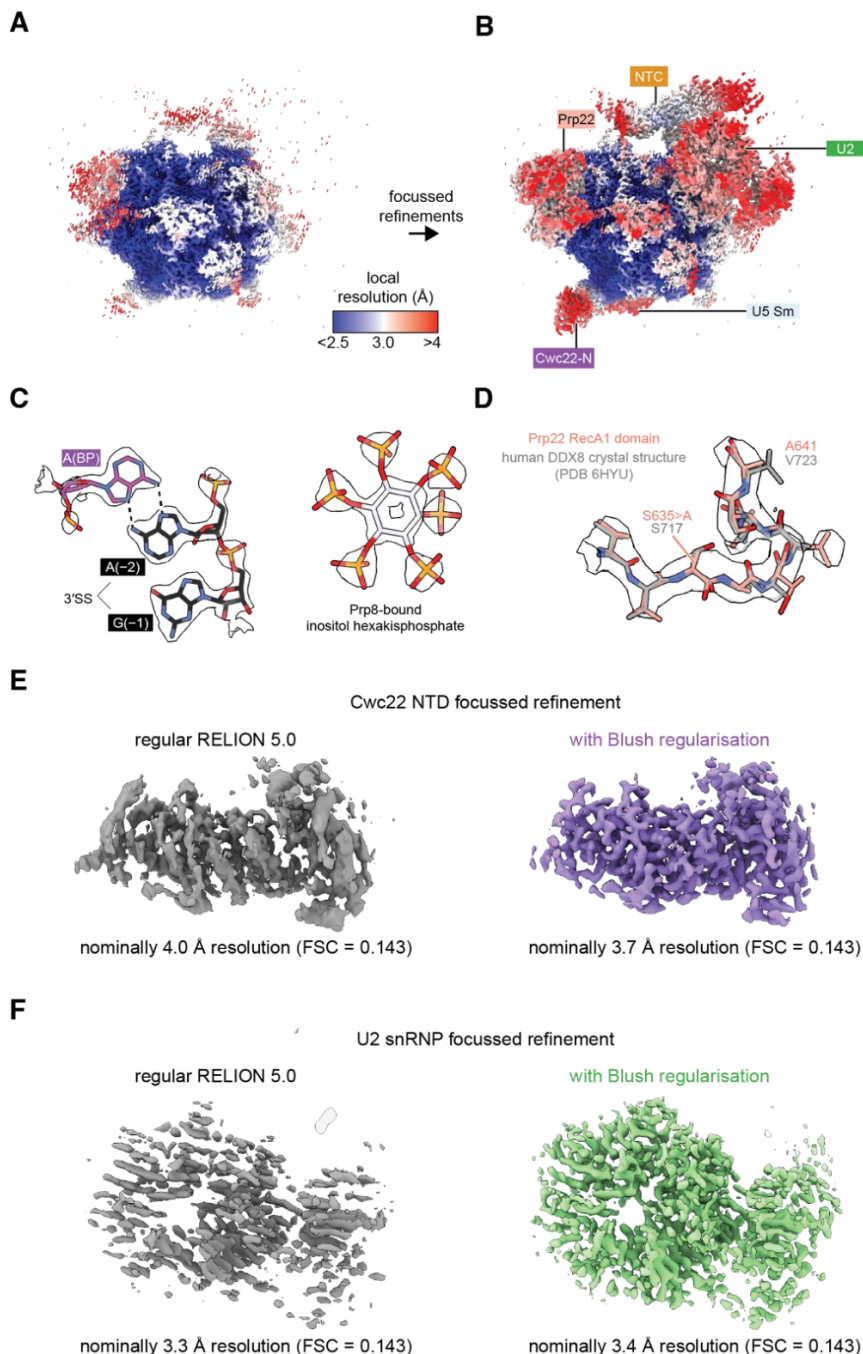 A
B
NTC
Prp22
U2
focussed
refinements
local
resolution (Å)
<2.5 3.0 >4
U5 Sm
Cwc22-N
C
D
A(BP)
A(−2)
3′SS
G(−1)
Prp8-bound
inositol hexakisphosphate
Prp22 RecA1 domain
human DDX8 crystal structure
(PDB 6HYU)
A641
V723
S635>A
S717
E
Cwc22 NTD focussed refinement
regular RELION 5.0
with Blush regularisation
nominally 4.0 Å resolution (FSC = 0.143)
nominally 3.7 Å resolution (FSC = 0.143)
F
U2 snRNP focussed refinement
regular RELION 5.0
with Blush regularisation
nominally 3.3 Å resolution (FSC = 0.143)
nominally 3.4 Å resolution (FSC = 0.143)